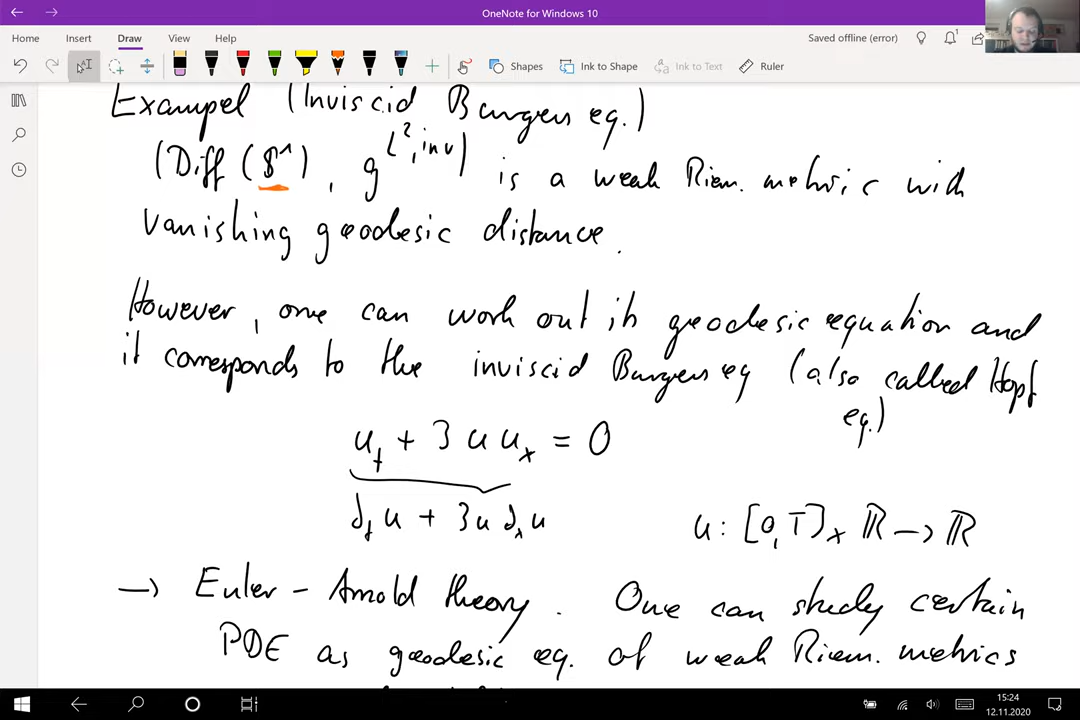 OneNote for Windows 10
Home Insert Draw View Help
Saved offline (error)
Shapes Ink to Shape Ink to Text Ruler
Exampel (Inviscid Burgers eq.)
(Diff (𝕊¹), g^{L²,inv}) is a weak Riem. metric with
vanishing geodesic distance.
However, one can work out its geodesic equation and
it corresponds to the inviscid Burgers eq (also called Hopf
eq.)
u_t + 3 u u_x = 0
∂_t u + 3u ∂_x u
u: [0,T] × ℝ → ℝ
→ Euler - Arnold theory. One can study certain
PDE as geodesic eq. of weak Riem. metrics
15:24
12.11.2020